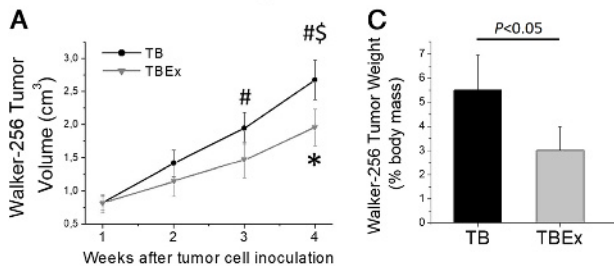 A
Walker-256 Tumor
Volume (cm³)
3,0
2,5
2,0
1,5
1,0
0,5
TB
TBEx
#
#$
*
1 2 3 4
Weeks after tumor cell inoculation
C
P<0.05
Walker-256 Tumor Weight
(% body mass)
7
6
5
4
3
2
1
0
TB TBEx